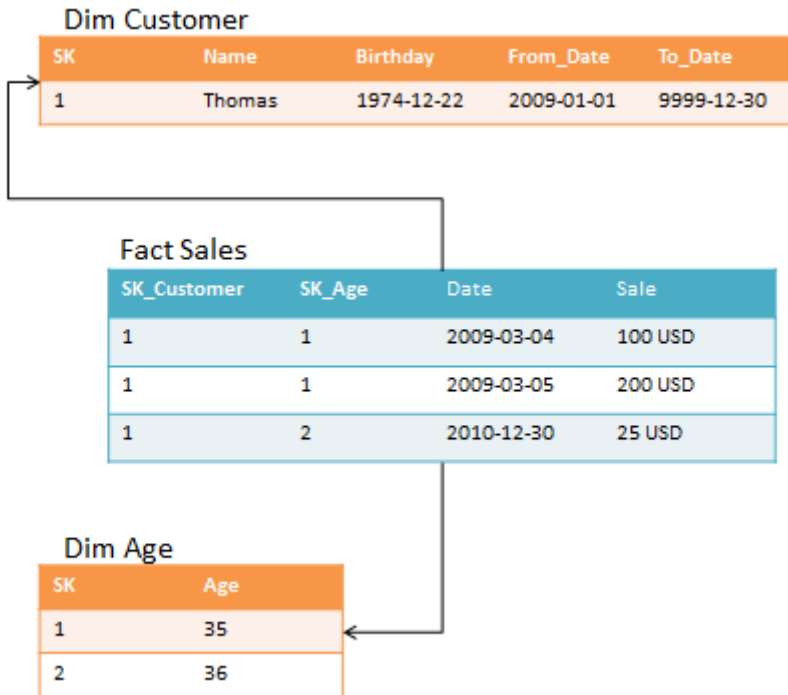 Dim Customer
SK Name Birthday From_Date To_Date
1 Thomas 1974-12-22 2009-01-01 9999-12-30
Fact Sales
SK_Customer SK_Age Date Sale
1 1 2009-03-04 100 USD
1 1 2009-03-05 200 USD
1 2 2010-12-30 25 USD
Dim Age
SK Age
1 35
2 36